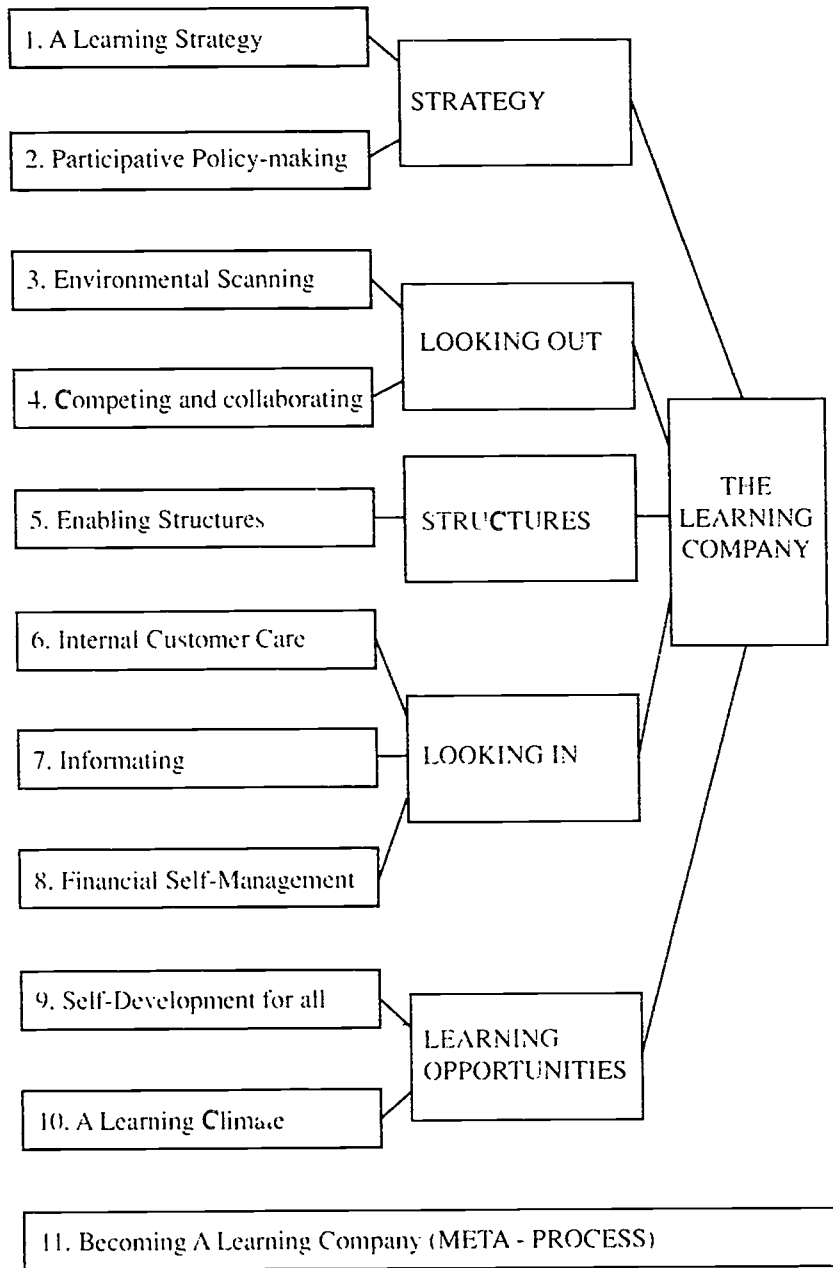 1. A Learning Strategy
STRATEGY
2. Participative Policy-making
3. Environmental Scanning
LOOKING OUT
4. Competing and collaborating
THE
LEARNING
COMPANY
5. Enabling Structures
STRUCTURES
6. Internal Customer Care
7. Informating
LOOKING IN
8. Financial Self-Management
9. Self-Development for all
LEARNING
OPPORTUNITIES
10. A Learning Climate
11. Becoming A Learning Company (META - PROCESS)